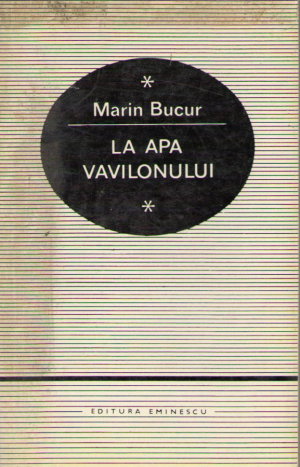 *
Marin Bucur
LA APA
VAVILONULUI
*
EDITURA EMINESCU